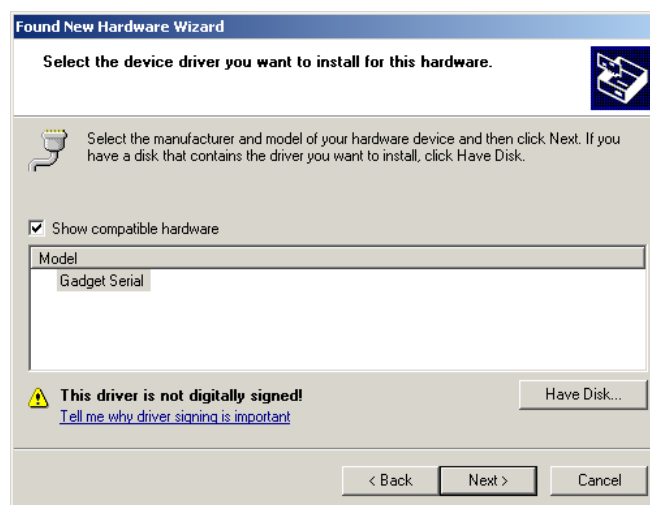 Found New Hardware Wizard
Select the device driver you want to install for this hardware.
Select the manufacturer and model of your hardware device and then click Next. If you
have a disk that contains the driver you want to install, click Have Disk.
Show compatible hardware
Model
Gadget Serial
This driver is not digitally signed!
Tell me why driver signing is important
Have Disk...
< Back
Next >
Cancel